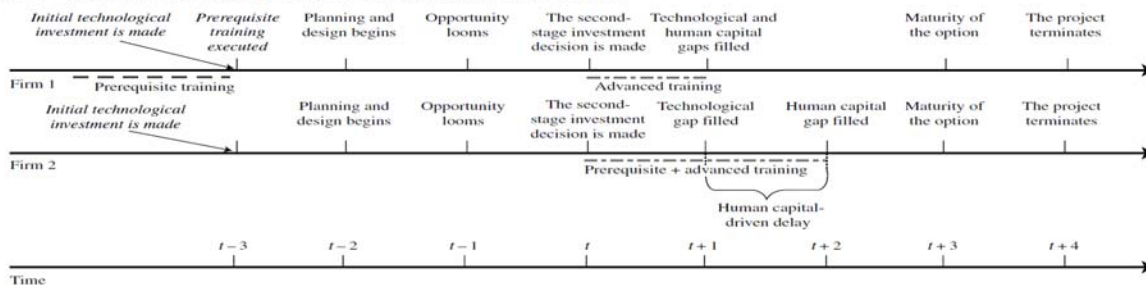 Initial technological
investment is made
Prerequisite
training
executed
Planning and
design begins
Opportunity
looms
The second-
stage investment
decision is made
Technological and
human capital
gaps filled
Maturity of
the option
The project
terminates
Firm 1
Prerequisite training
Advanced training
Initial technological
investment is made
Planning and
design begins
Opportunity
looms
The second-
stage investment
decision is made
Technological
gap filled
Human capital
gap filled
Maturity of
the option
The project
terminates
Firm 2
Prerequisite + advanced training
Human capital-
driven delay
t – 3
t – 2
t – 1
t
t + 1
t + 2
t + 3
t + 4
Time